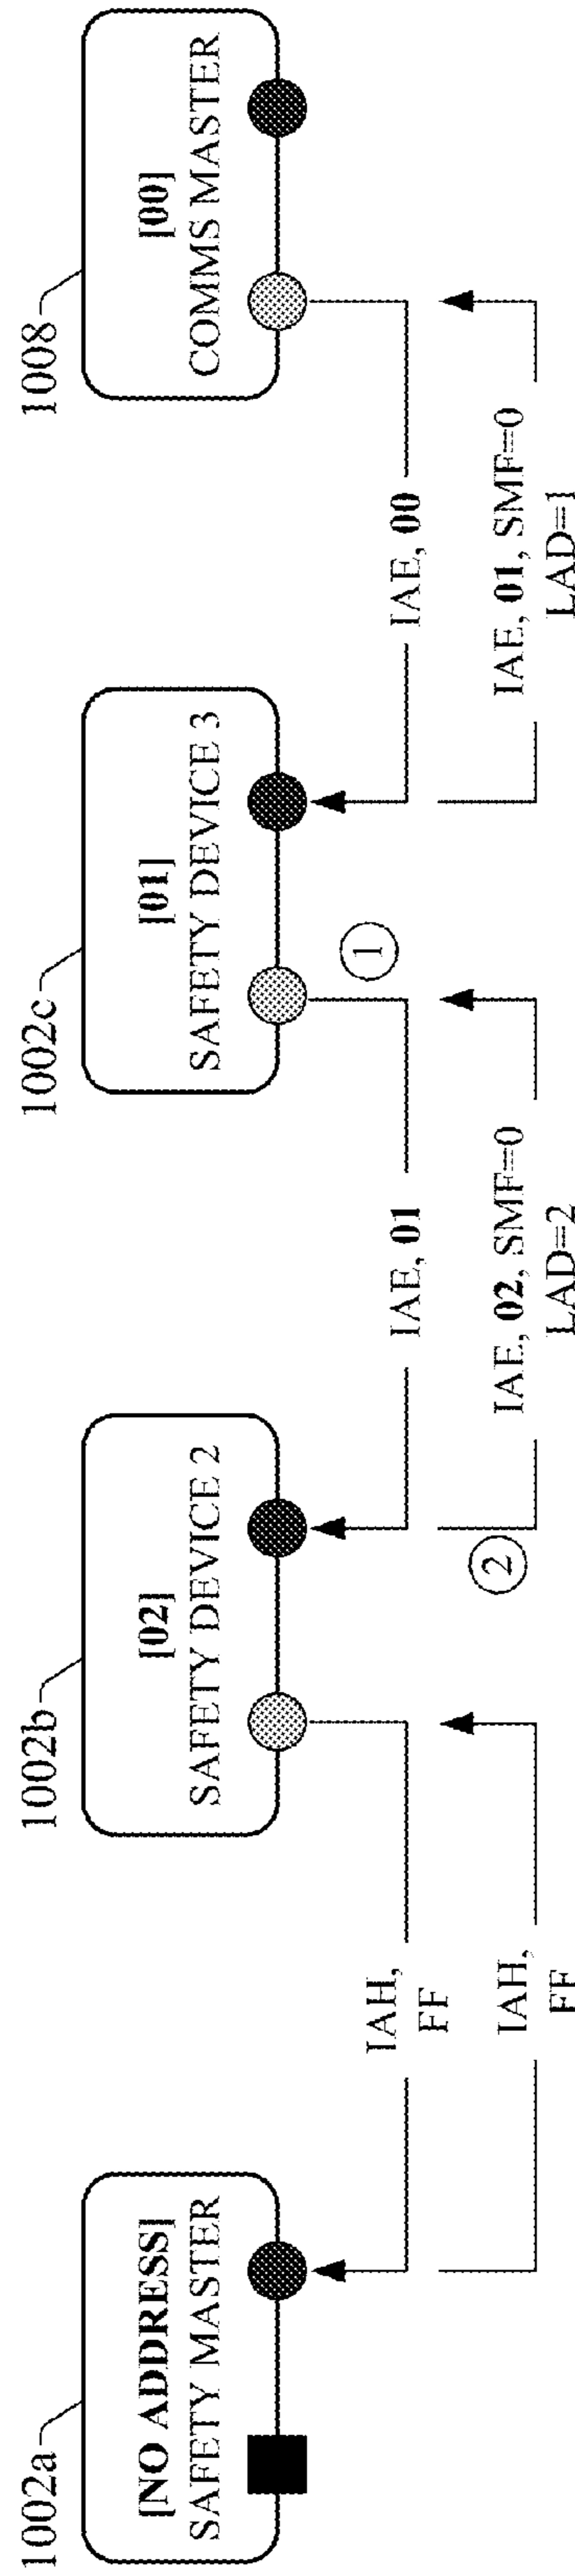 1002a
[NO ADDRESS]
SAFETY MASTER
1002b
[02]
SAFETY DEVICE 2
1002c
[01]
SAFETY DEVICE 3
1008
[00]
COMMS MASTER
IAH,
FF
IAE, 01
1
IAE, 00
IAH,
FF
2
IAE, 02, SMF=0
LAD=2
IAE, 01, SMF=0
LAD=1